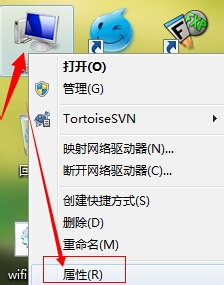 FXP
打开(O)
管理(G)
TortoiseSVN
映射网络驱动器(N)...
断开网络驱动器(C)...
创建快捷方式(S)
删除(D)
重命名(M)
wifi
属性(R)